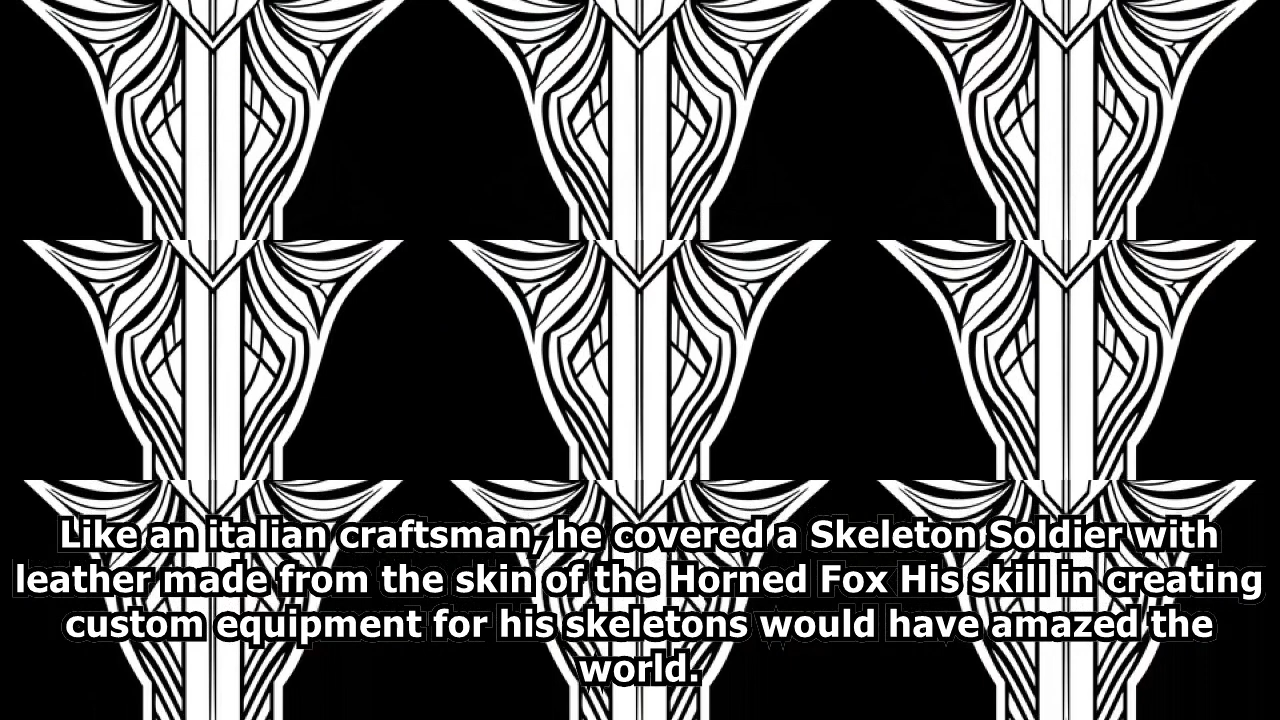 Like an italian craftsman, he covered a Skeleton Soldier with
leather made from the skin of the Horned Fox His skill in creating
custom equipment for his skeletons would have amazed the
world.